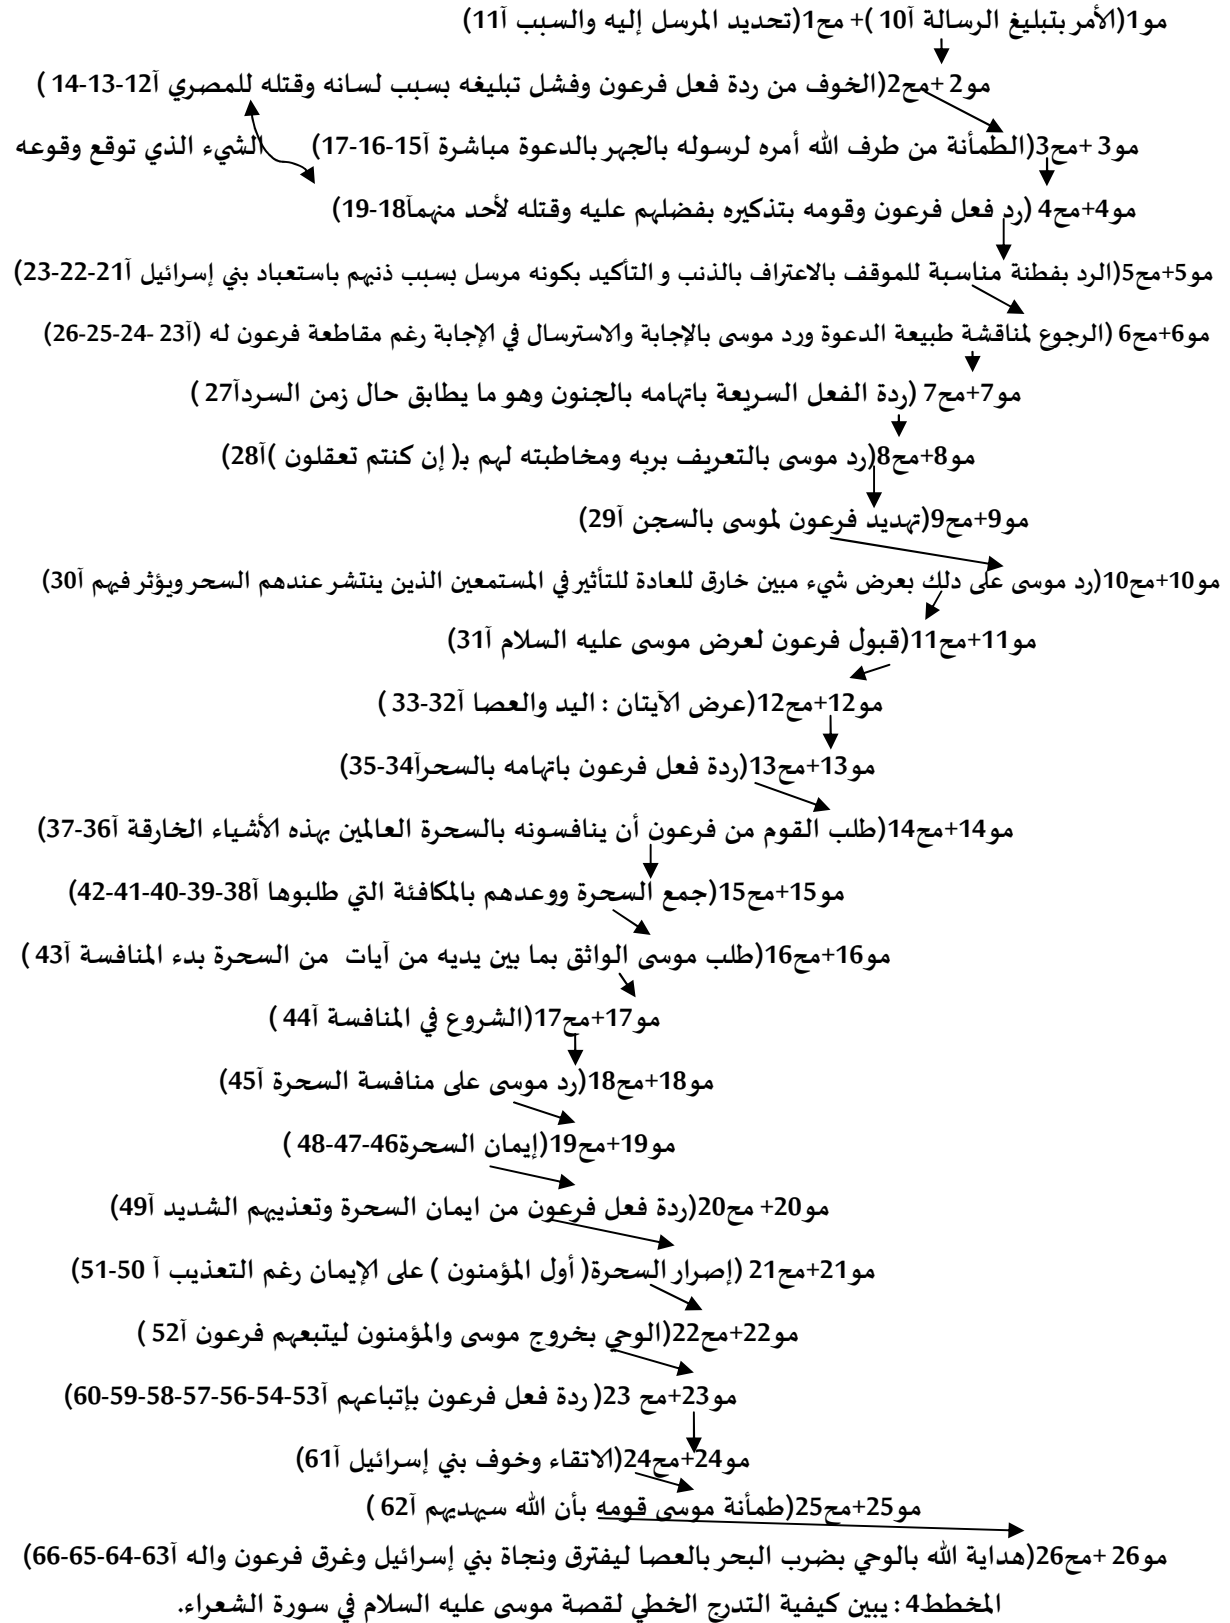 مو1(الأمر بتبليغ الرسالة آ10 )+ مح1(تحديد المرسل إليه والسبب آ11)
مو2 +مح2(الخوف من ردة فعل فرعون وفشل تبليغه بسبب لسانه وقتله للمصري آ12-13-14 )
مو3 +مح3(الطمأنة من طرف الله أمره لرسوله بالجهر بالدعوة مباشرة آ15-16-17) الشيء الذي توقع وقوعه
مو4+مح4 (رد فعل فرعون وقومه بتذكيره بفضلهم عليه وقتله لأحد منهمآ18-19)
مو5+مح5(الرد بفطنة مناسبة للموقف بالاعتراف بالذنب و التأكيد بكونه مرسل بسبب ذنبهم باستعباد بني إسرائيل آ21-22-23)
مو6+مح6 (الرجوع لمناقشة طبيعة الدعوة ورد موسى بالإجابة والاسترسال في الإجابة رغم مقاطعة فرعون له (آ23 -24-25-26)
مو7+مح7 (ردة الفعل السريعة باتهامه بالجنون وهو ما يطابق حال زمن السردآ27 )
مو8+مح8(رد موسى بالتعريف بربه ومخاطبته لهم بـ( إن كنتم تعقلون )آ28)
مو9+مح9(تهديد فرعون لموسى بالسجن آ29)
مو10+مح10(رد موسى على دلك بعرض شيء مبين خارق للعادة للتأثير في المستمعين الذين ينتشر عندهم السحر ويؤثر فيهم آ30)
مو11+مح11(قبول فرعون لعرض موسى عليه السلام آ31)
مو12+مح12(عرض الآيتان : اليد والعصا آ32-33 )
مو13+مح13(ردة فعل فرعون باتهامه بالسحرآ34-35)
مو14+مح14(طلب القوم من فرعون أن ينافسونه بالسحرة العالمين بهذه الأشياء الخارقة آ36-37)
مو15+مح15(جمع السحرة ووعدهم بالمكافئة التي طلبوها آ38-39-40-41-42)
مو16+مح16(طلب موسى الواثق بما بين يديه من آيات من السحرة بدء المنافسة آ43 )
مو17+مح17(الشروع في المنافسة آ44 )
مو18+مح18(رد موسى على منافسة السحرة آ45)
مو19+مح19(إيمان السحرة46-47-48 )
مو20+ مح20(ردة فعل فرعون من ايمان السحرة وتعذيبهم الشديد آ49)
مو21+مح21 (إصرار السحرة( أول المؤمنون ) على الإيمان رغم التعذيب آ 50-51)
مو22+مح22(الوحي بخروج موسى والمؤمنون ليتبعهم فرعون آ52 )
مو23+مح 23( ردة فعل فرعون بإتباعهم آ53-54-56-57-58-59-60)
مو24+مح24(الاتقاء وخوف بني إسرائيل آ61)
مو25+مح25(طمأنة موسى قومه بأن الله سيهديهم آ62 )
مو26 +مح26(هداية الله بالوحي بضرب البحر بالعصا ليفترق ونجاة بني إسرائيل وغرق فرعون واله آ63-64-65-66)
المخطط4 : يبين كيفية التدرج الخطي لقصة موسى عليه السلام في سورة الشعراء.